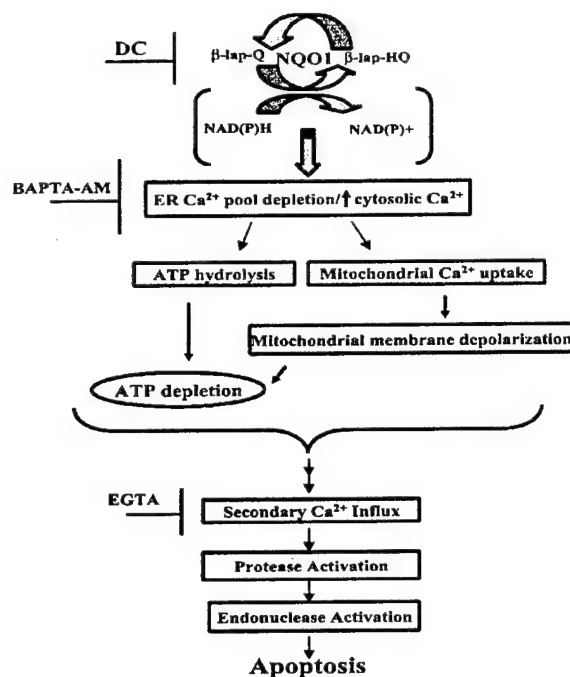 DC
β-lap-Q NQO1 β-lap-HQ
NAD(P)H NAD(P)+
BAPTA-AM
ER Ca²⁺ pool depletion/↑ cytosolic Ca²⁺
ATP hydrolysis
Mitochondrial Ca²⁺ uptake
Mitochondrial membrane depolarization
ATP depletion
EGTA
Secondary Ca²⁺ Influx
Protease Activation
Endonuclease Activation
Apoptosis